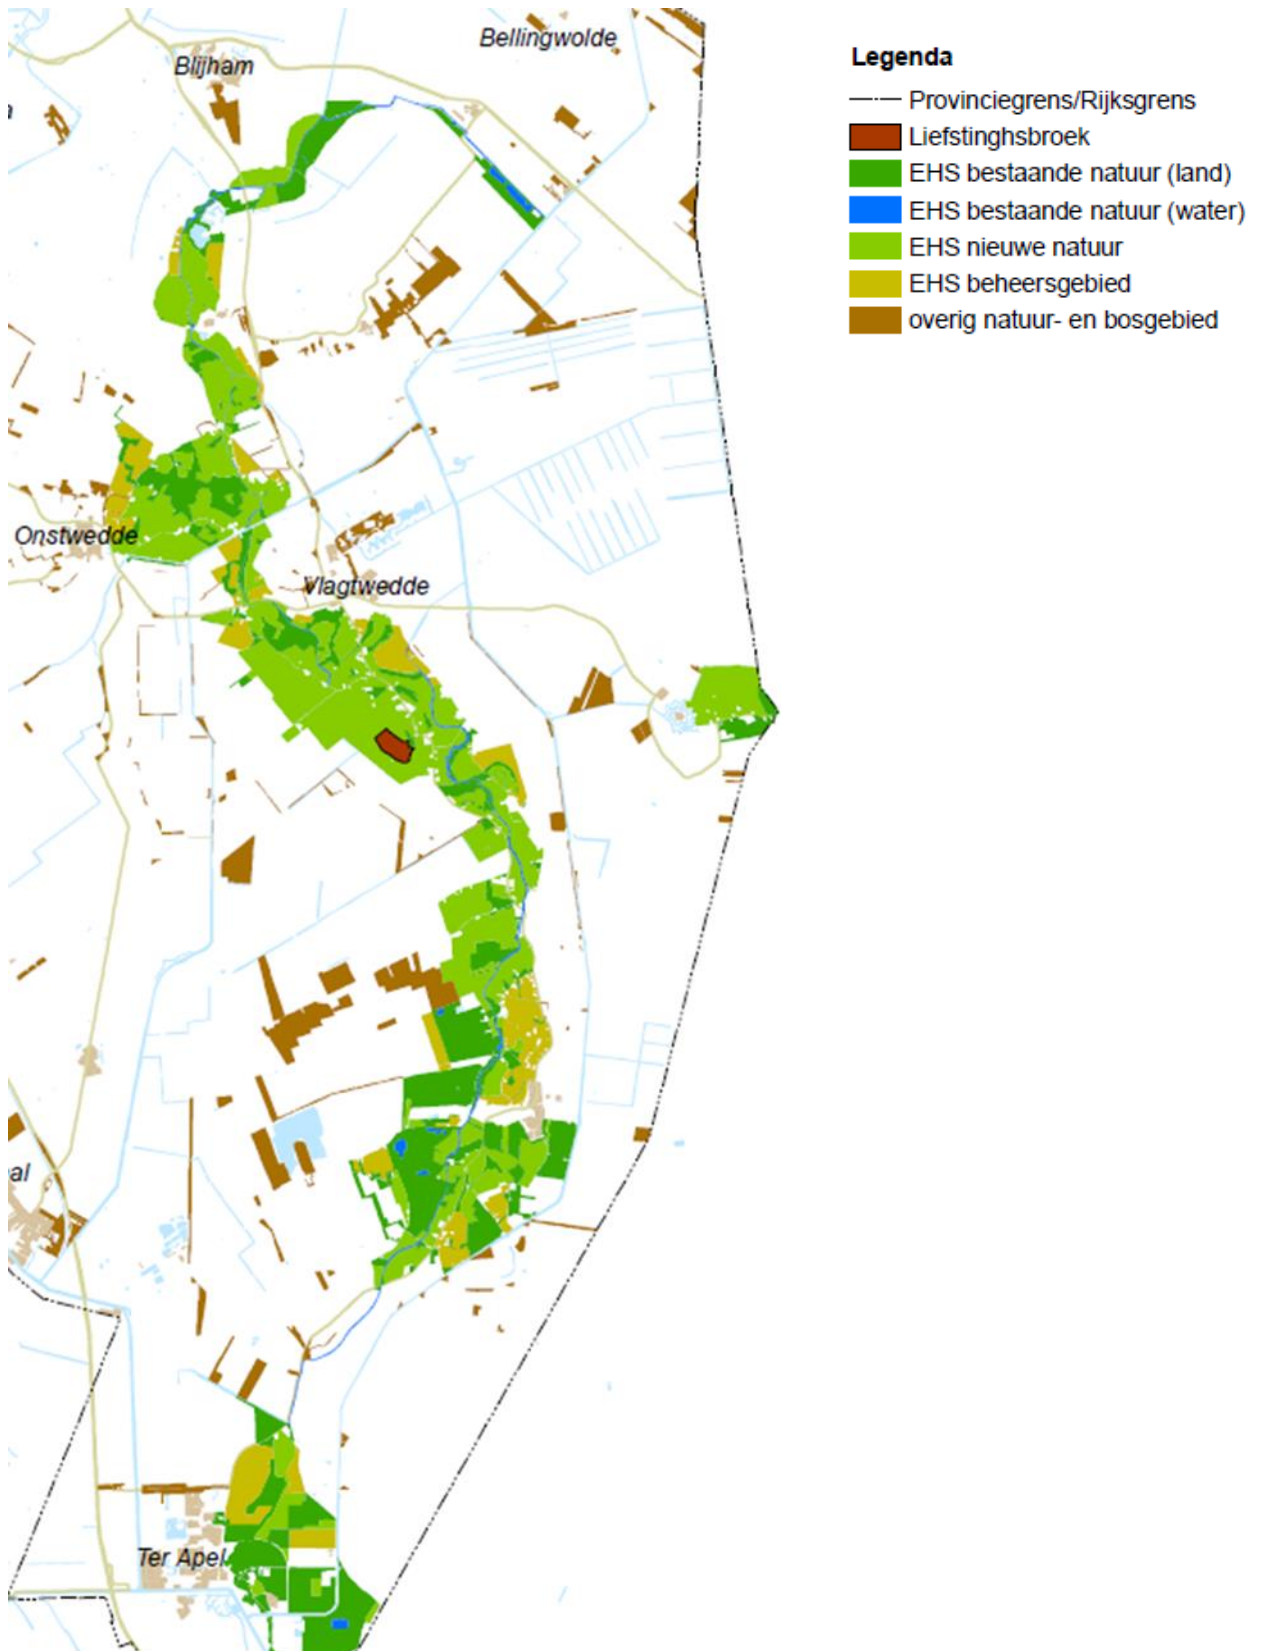 Bellingwolde
Blijham
Legenda
Provinciegrens/Rijksgrens
Liefstinghsbroek
EHS bestaande natuur (land)
EHS bestaande natuur (water)
EHS nieuwe natuur
EHS beheersgebied
overig natuur- en bosgebied
Onstwedde
Vlagtwedde
al
Ter Apel